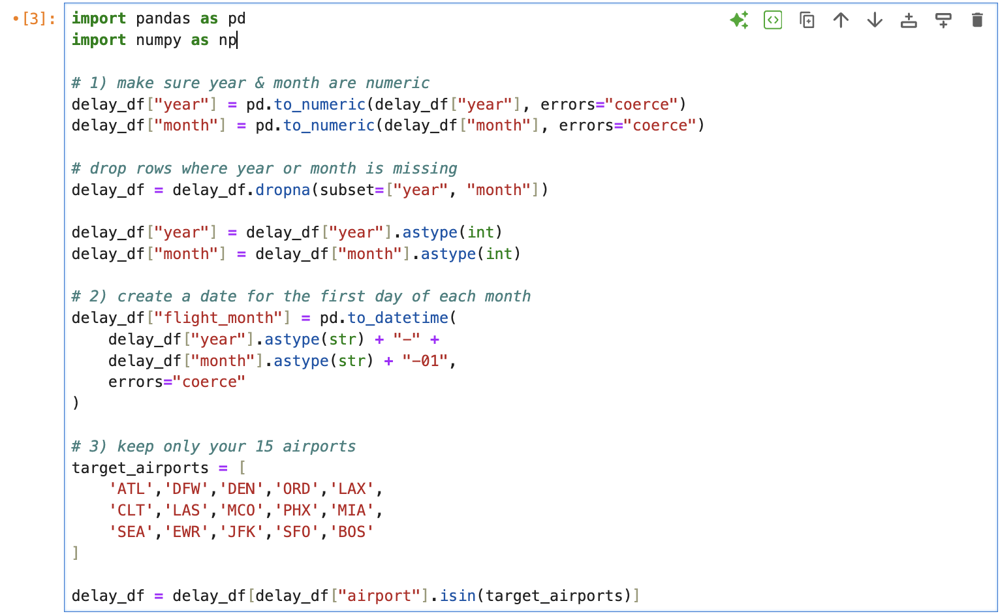 •[3]:
import pandas as pd
import numpy as np

# 1) make sure year & month are numeric
delay_df["year"] = pd.to_numeric(delay_df["year"], errors="coerce")
delay_df["month"] = pd.to_numeric(delay_df["month"], errors="coerce")

# drop rows where year or month is missing
delay_df = delay_df.dropna(subset=["year", "month"])

delay_df["year"] = delay_df["year"].astype(int)
delay_df["month"] = delay_df["month"].astype(int)

# 2) create a date for the first day of each month
delay_df["flight_month"] = pd.to_datetime(
    delay_df["year"].astype(str) + "-" +
    delay_df["month"].astype(str) + "-01",
    errors="coerce"
)

# 3) keep only your 15 airports
target_airports = [
    'ATL','DFW','DEN','ORD','LAX',
    'CLT','LAS','MCO','PHX','MIA',
    'SEA','EWR','JFK','SFO','BOS'
]

delay_df = delay_df[delay_df["airport"].isin(target_airports)]